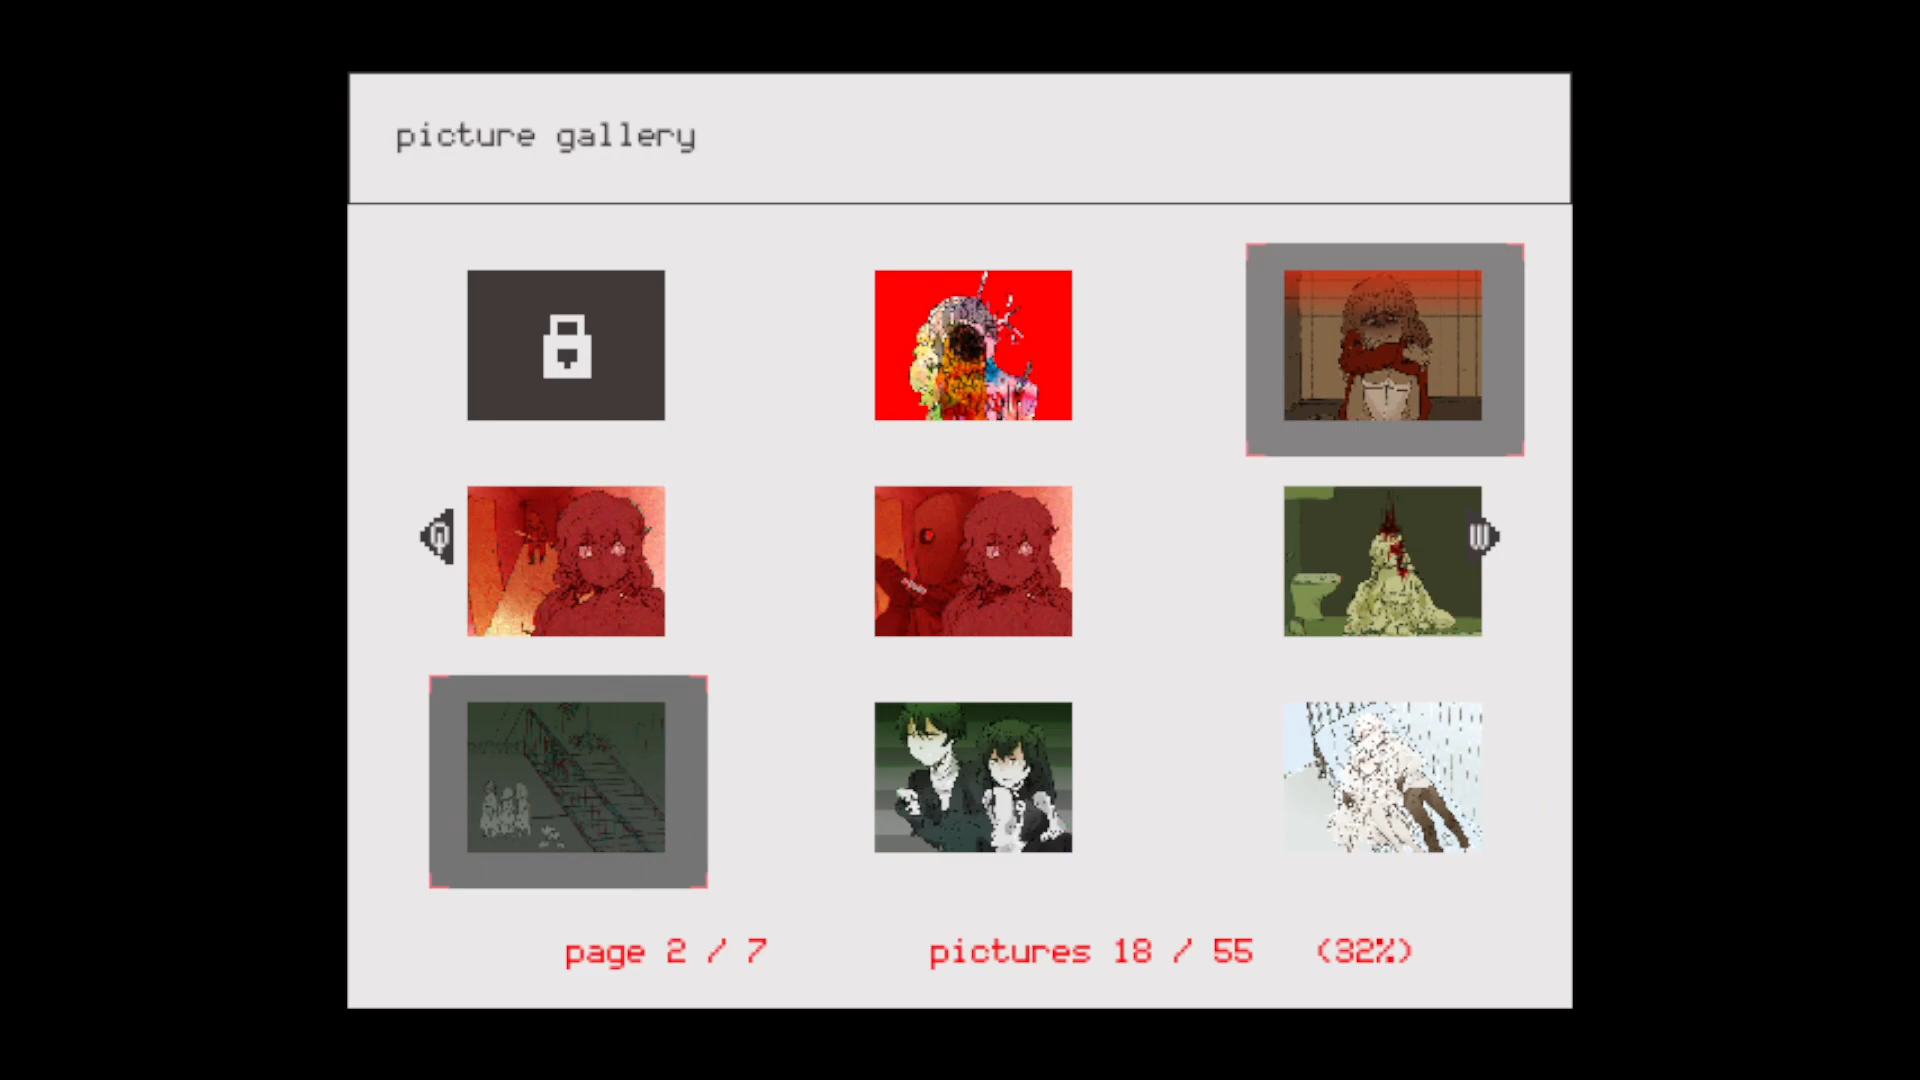 picture gallery
Q
W
page 2 / 7
pictures 18 / 55 (32%)